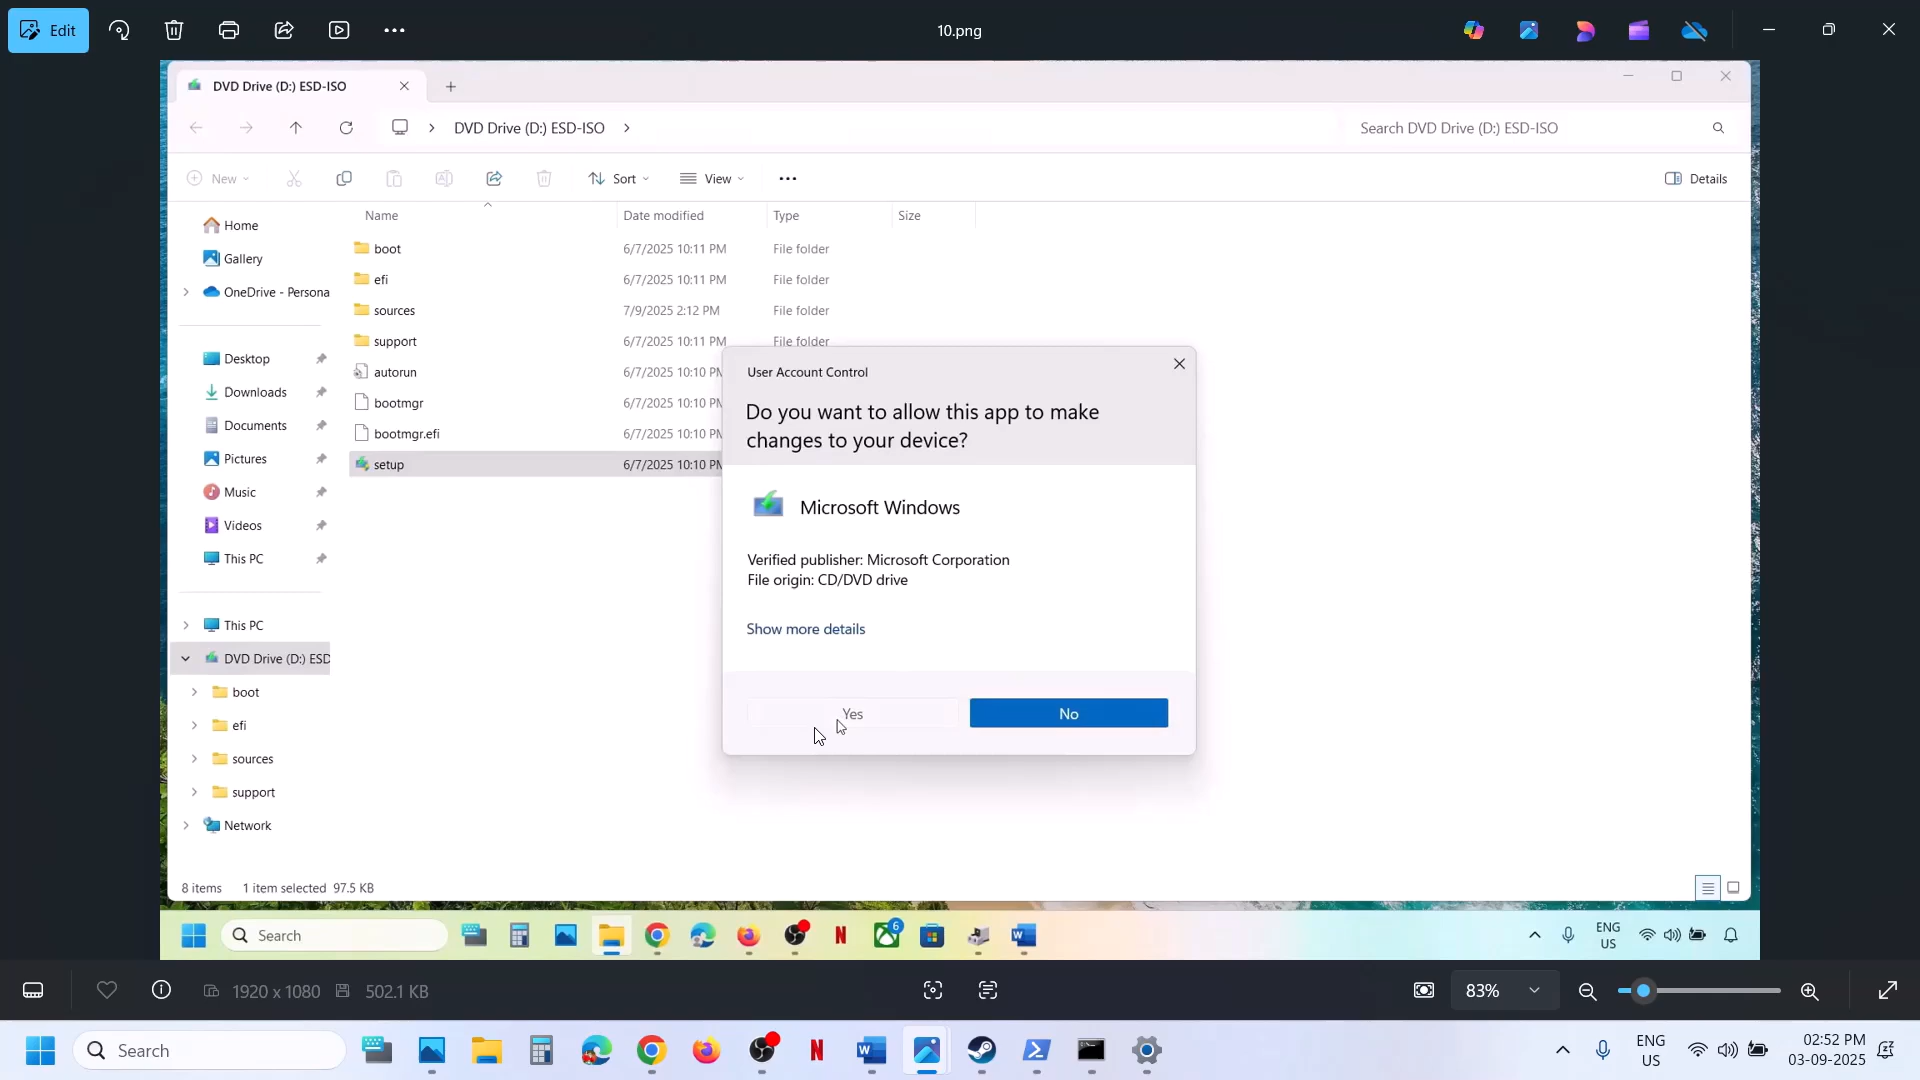 Edit
10.png
DVD Drive (D:) ESD-ISO
DVD Drive (D:) ESD-ISO
Search DVD Drive (D:) ESD-ISO
New
Sort
View
Details
Name
Date modified
Type
Size
Home
Gallery
OneDrive - Persona
Desktop
Downloads
Documents
Pictures
Music
Videos
This PC
This PC
DVD Drive (D:) ESD
boot
efi
sources
support
Network
boot 6/7/2025 10:11 PM File folder
efi 6/7/2025 10:11 PM File folder
sources 7/9/2025 2:12 PM File folder
support 6/7/2025 10:11 PM File folder
autorun 6/7/2025 10:10 PM
bootmgr 6/7/2025 10:10 PM
bootmgr.efi 6/7/2025 10:10 PM
setup 6/7/2025 10:10 PM
User Account Control
Do you want to allow this app to make
changes to your device?
Microsoft Windows
Verified publisher: Microsoft Corporation
File origin: CD/DVD drive
Show more details
Yes
No
8 items 1 item selected 97.5 KB
Search
6
ENG
US
1920 x 1080
502.1 KB
83%
Search
ENG
US
02:52 PM
03-09-2025